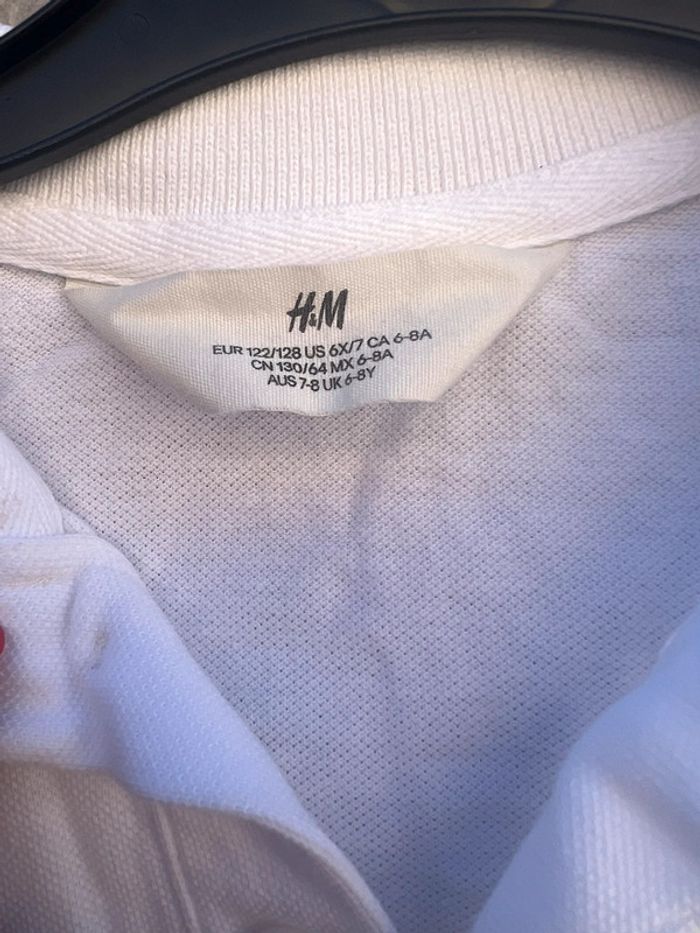 H&M
EUR 122/128 US 6X/7 CA 6-8A
CN 130/64 MX 6-8A
AUS 7-8 UK 6-8Y